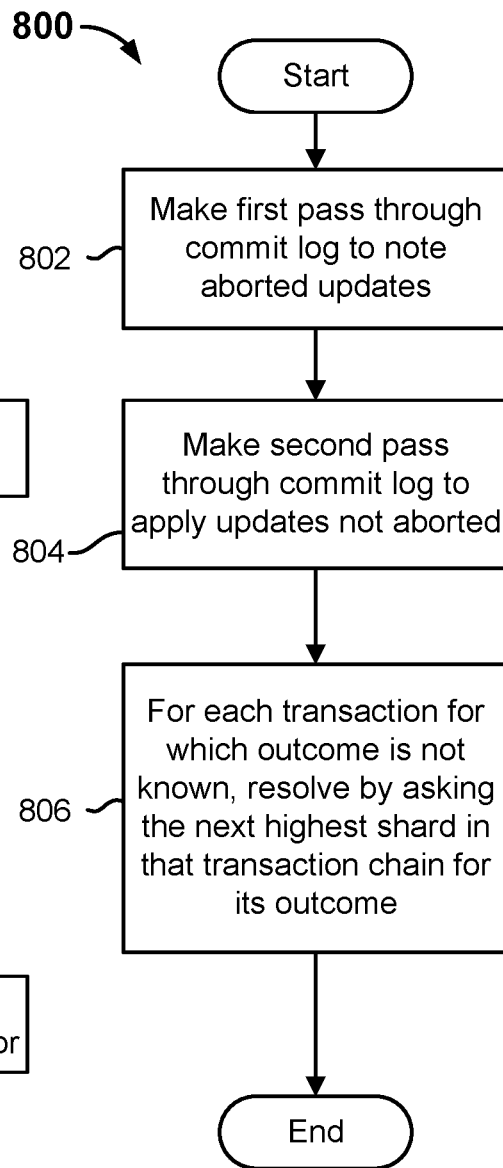 800
Start
Make first pass through
commit log to note
aborted updates
802
Make second pass
through commit log to
apply updates not aborted
804
For each transaction for
which outcome is not
known, resolve by asking
the next highest shard in
that transaction chain for
its outcome
806
or
End